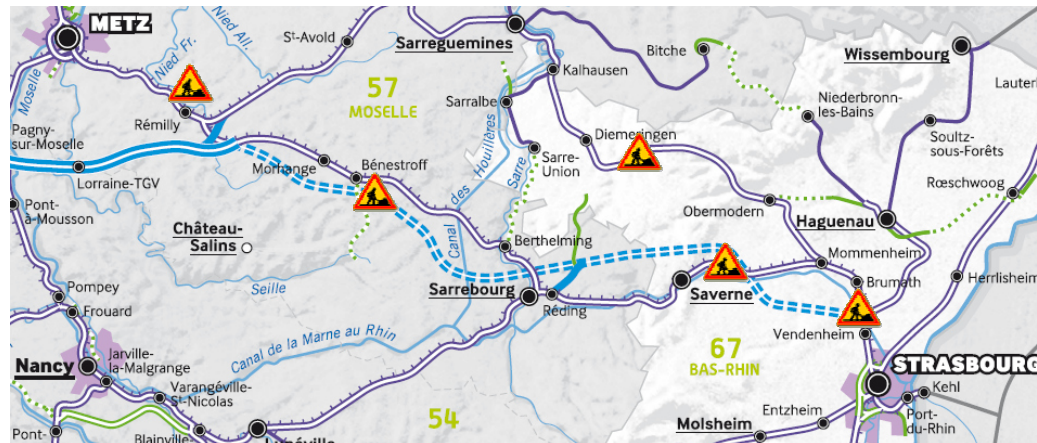 METZ
Nied Fr.
Nied All.
St-Avold
Sarreguemines
Bitche
Wissembourg
Moselle
Kalhausen
57
MOSELLE
Sarralbe
Niederbronn-
les-Bains
Lauter
Rémilly
Pagny-
sur-Moselle
Diemeringen
Soultz-
sous-Forêts
Lorraine-TGV
Morhange
Bénestroff
Canal
des Houillères
Sarre
Sarre-
Union
Rœschwoog
Pont-
à-Mousson
Obermodern
Haguenau
Château-
Salins
Berthelming
Mommenheim
Seille
Sarrebourg
Réding
Saverne
Brumath
Herrlisheim
Pompey
Frouard
Vendenheim
Canal de la Marne au Rhin
Nancy
Jarville-
la-Malgrange
67
BAS-RHIN
STRASBOURG
Varangéville-
St-Nicolas
Kehl
54
Entzheim
Port-
du-Rhin
Molsheim
Pont-
Blainville-